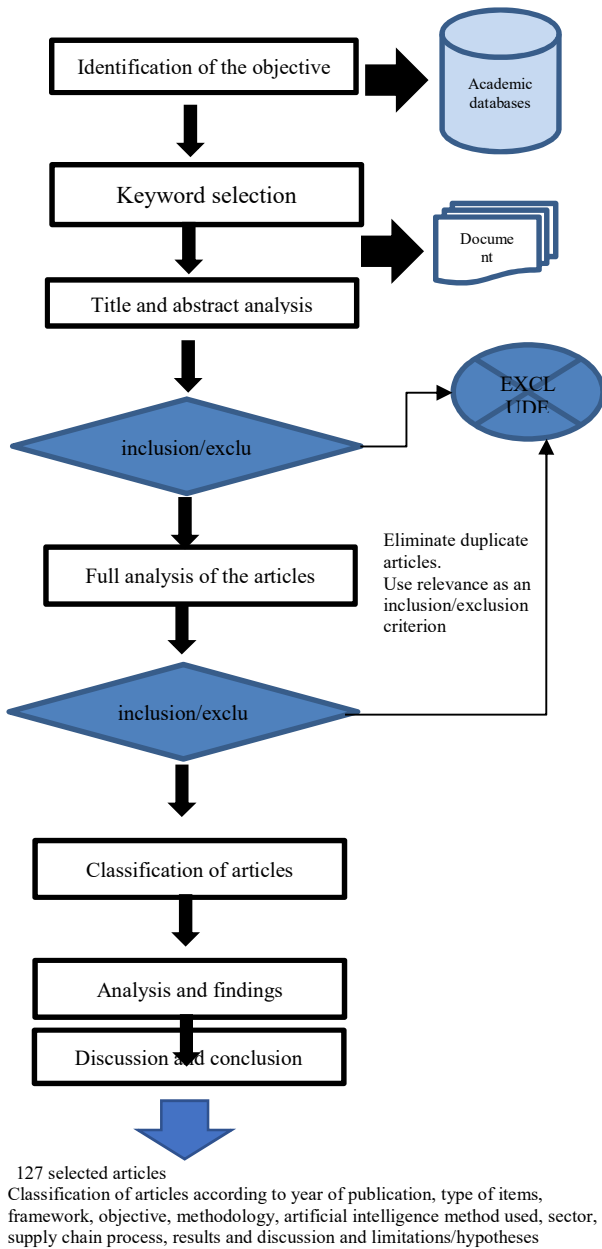 Identification of the objective
Academic
databases
Keyword selection
Docume
nt
Title and abstract analysis
EXCL
UDE
inclusion/exclu
Eliminate duplicate
articles.
Use relevance as an
inclusion/exclusion
criterion
Full analysis of the articles
inclusion/exclu
Classification of articles
Analysis and findings
Discussion and conclusion
127 selected articles
Classification of articles according to year of publication, type of items,
framework, objective, methodology, artificial intelligence method used, sector,
supply chain process, results and discussion and limitations/hypotheses